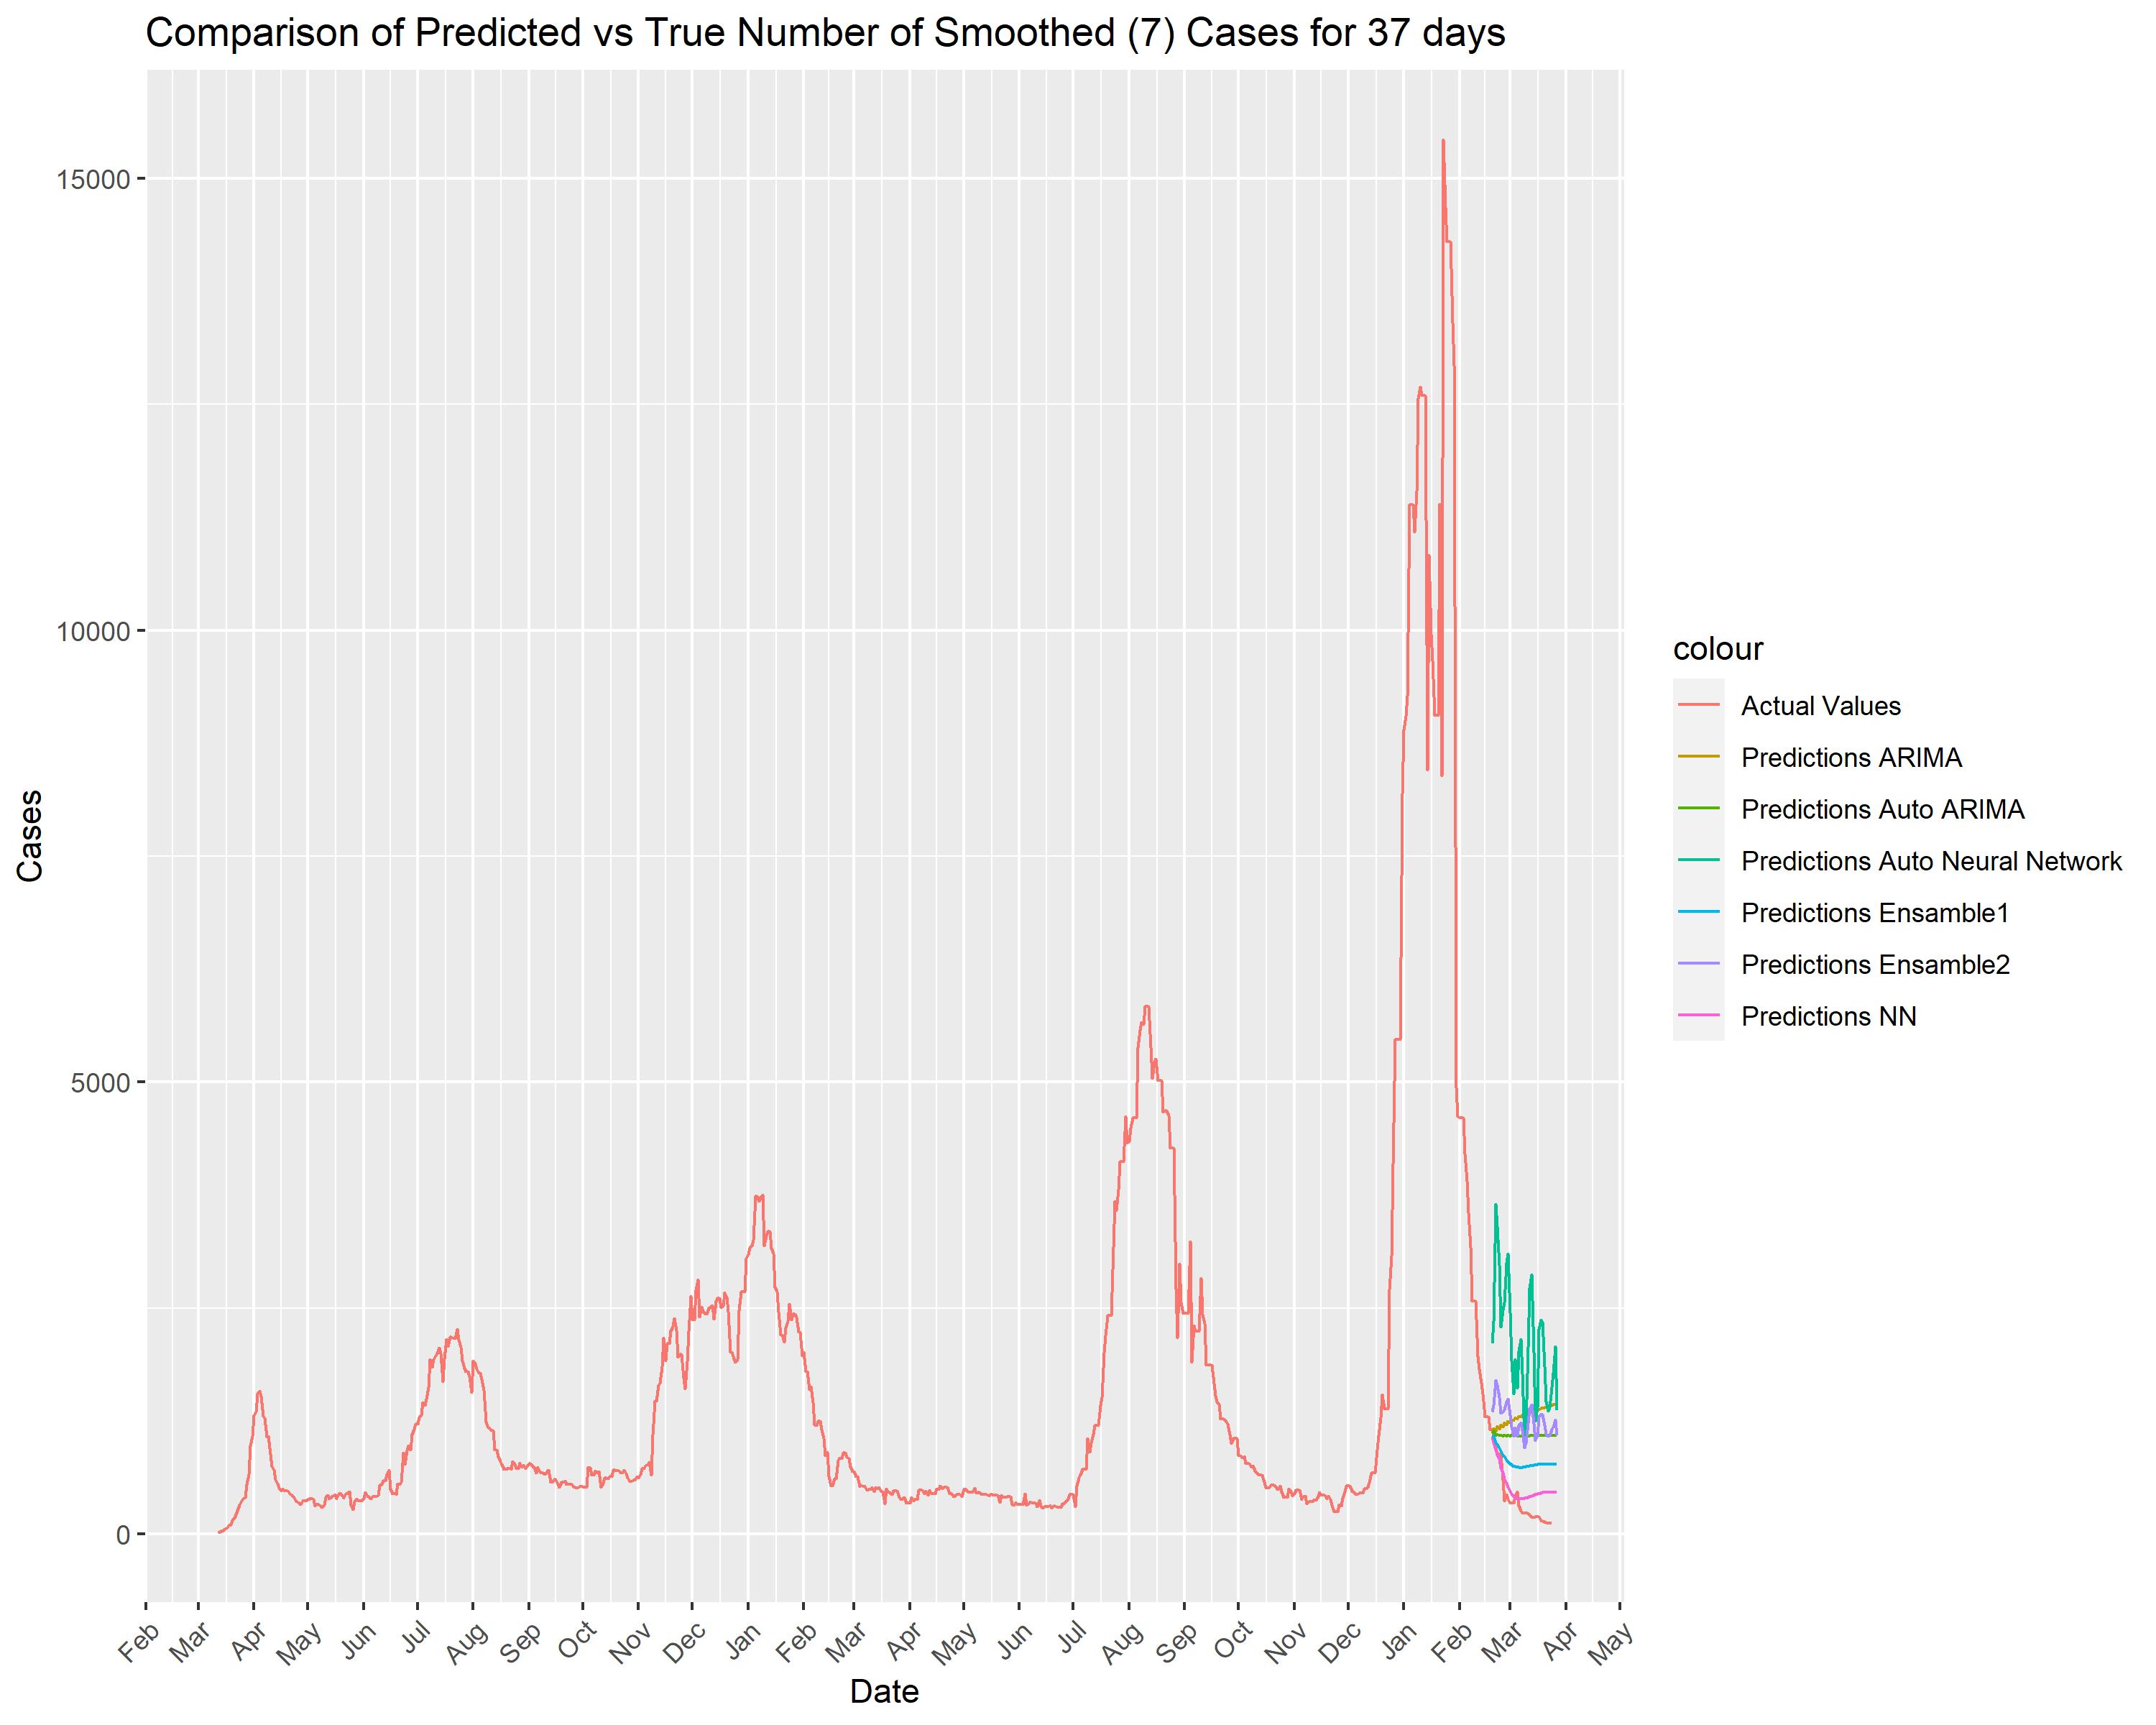 Comparison of Predicted vs True Number of Smoothed (7) Cases for 37 days
15000
10000
5000
0
Cases
Feb Mar Apr May Jun Jul Aug Sep Oct Nov Dec Jan Feb Mar Apr May Jun Jul Aug Sep Oct Nov Dec Jan Feb Mar Apr May
Date
colour
Actual Values
Predictions ARIMA
Predictions Auto ARIMA
Predictions Auto Neural Network
Predictions Ensamble1
Predictions Ensamble2
Predictions NN